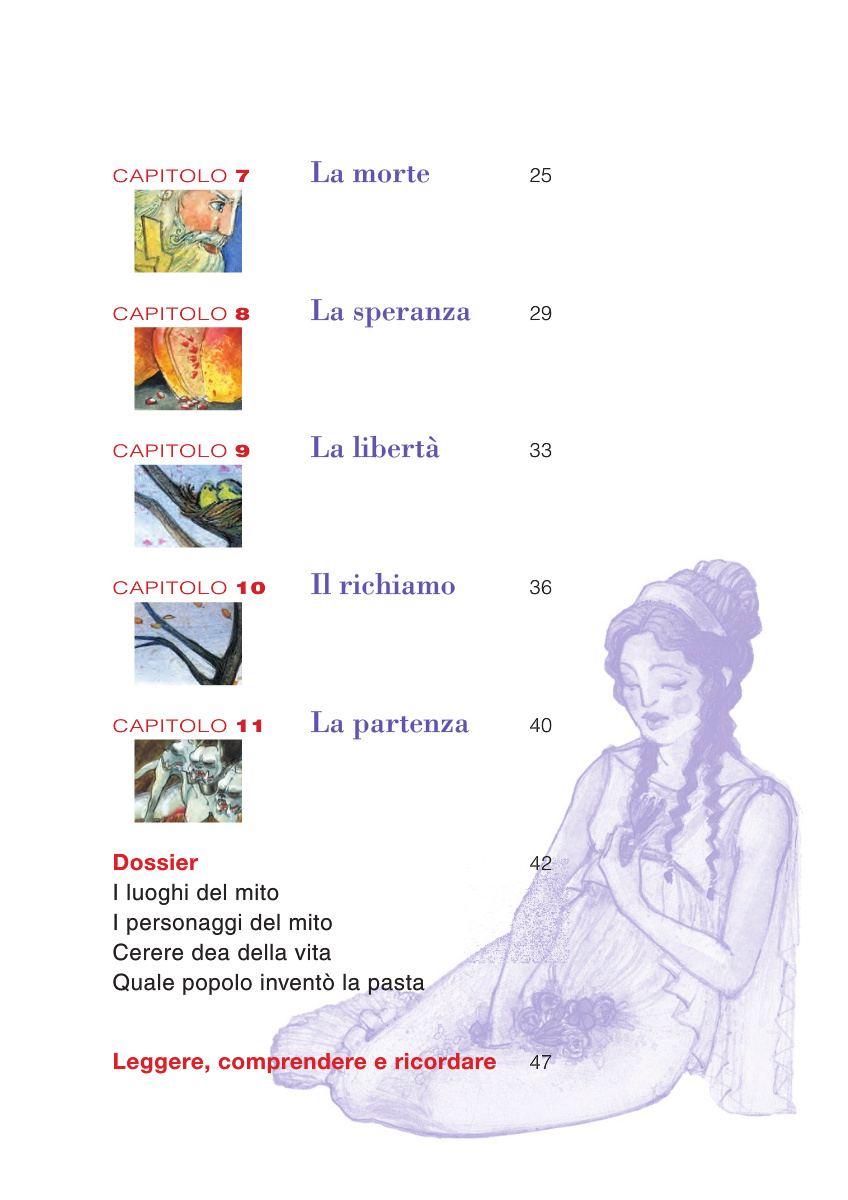 CAPITOLO 7 La morte 25
CAPITOLO 8 La speranza 29
CAPITOLO 9 La libertà 33
CAPITOLO 10 Il richiamo 36
CAPITOLO 11 La partenza 40
Dossier 42
I luoghi del mito
I personaggi del mito
Cerere dea della vita
Quale popolo inventò la pasta
Leggere, comprendere e ricordare 47